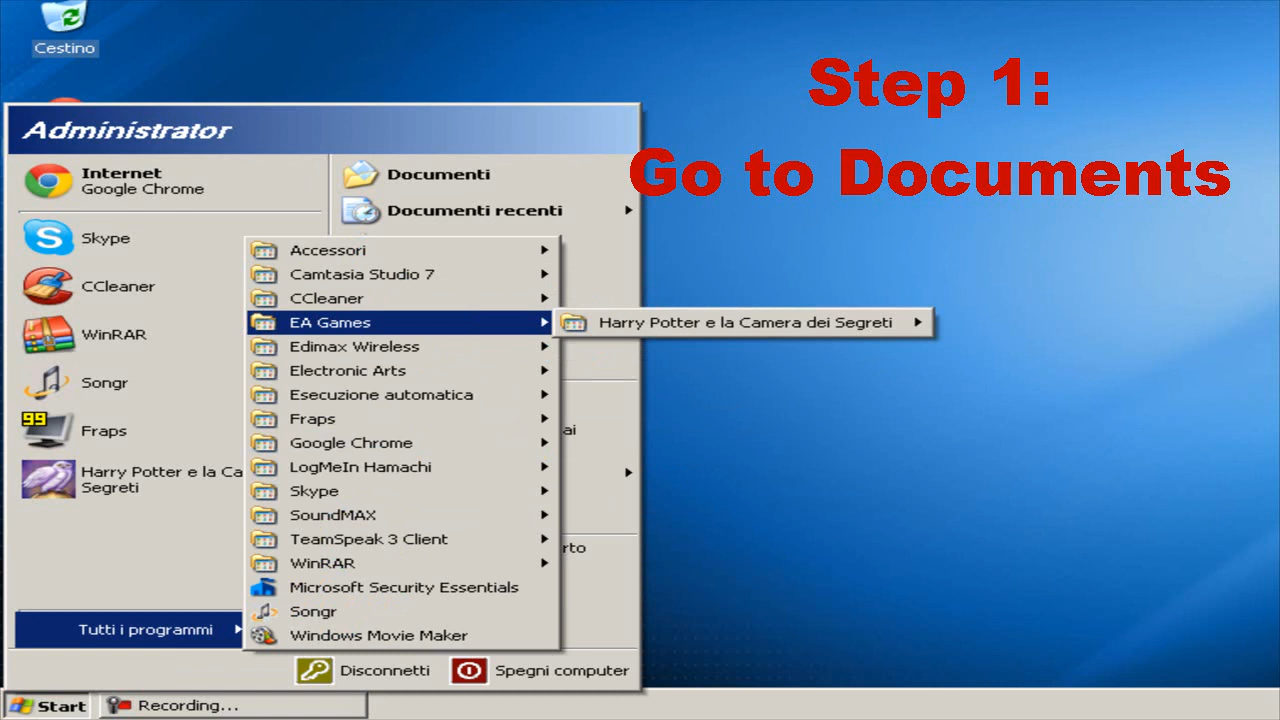 Cestino
Step 1:
Go to Documents
Administrator
Internet
Google Chrome
Skype
CCleaner
WinRAR
Songr
99
Fraps
Harry Potter e la Ca
Segreti
Tutti i programmi
Documenti
Documenti recenti
ai
rto
Accessori
Camtasia Studio 7
CCleaner
EA Games
Edimax Wireless
Electronic Arts
Esecuzione automatica
Fraps
Google Chrome
LogMeIn Hamachi
Skype
SoundMAX
TeamSpeak 3 Client
WinRAR
Microsoft Security Essentials
Songr
Windows Movie Maker
Harry Potter e la Camera dei Segreti
Disconnetti
Spegni computer
Start
Recording...